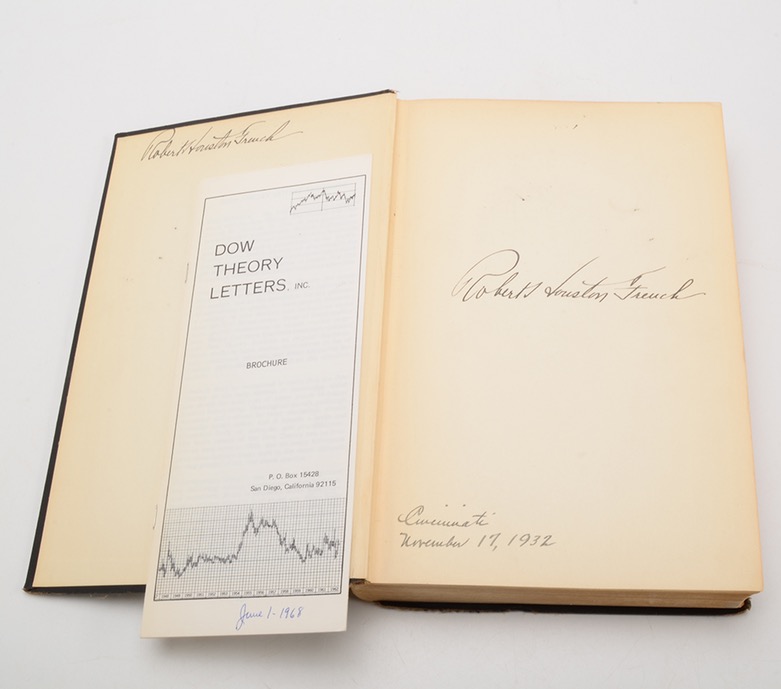 Robert Houston French
DOW
THEORY
LETTERS, INC.
BROCHURE
P. O. Box 15428
San Diego, California 92115
June 1-1968
Robert Houston French
Cincinnati
November 17, 1932